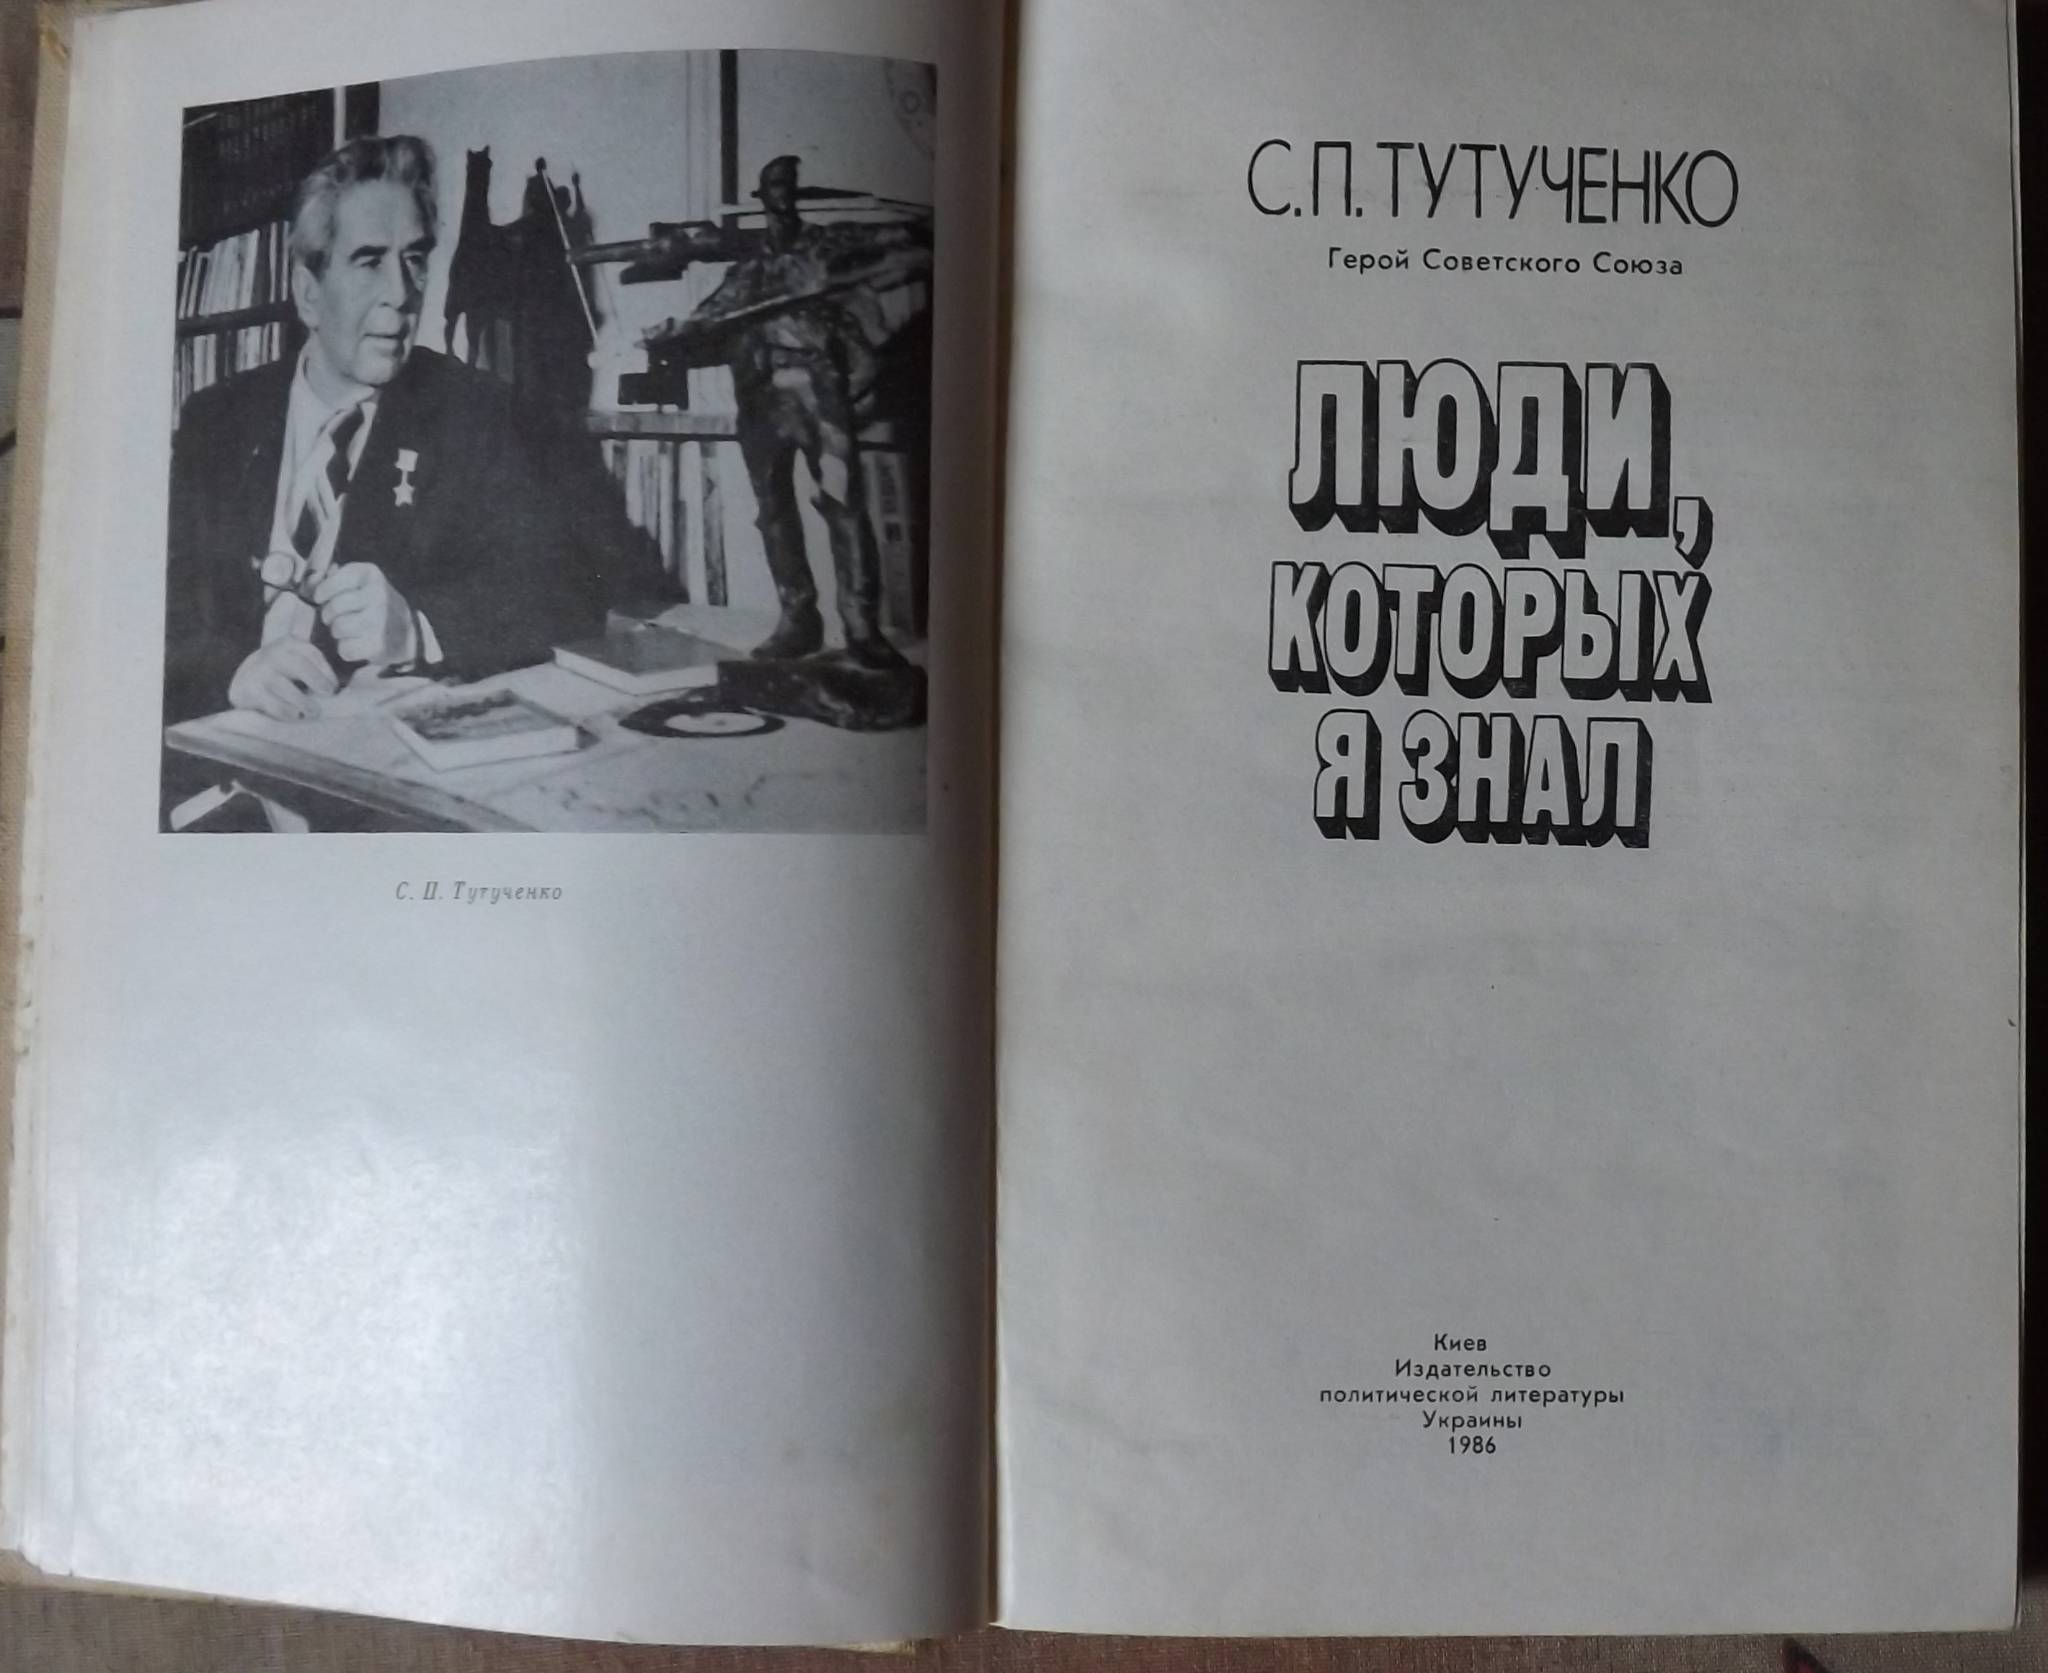 С. П. Тутученко
С.П.ТУТУЧЕНКО
Герой Советского Союза
ЛЮДИ,
КОТОРЫХ
Я ЗНАЛ
Киев
Издательство
политической литературы
Украины
1986